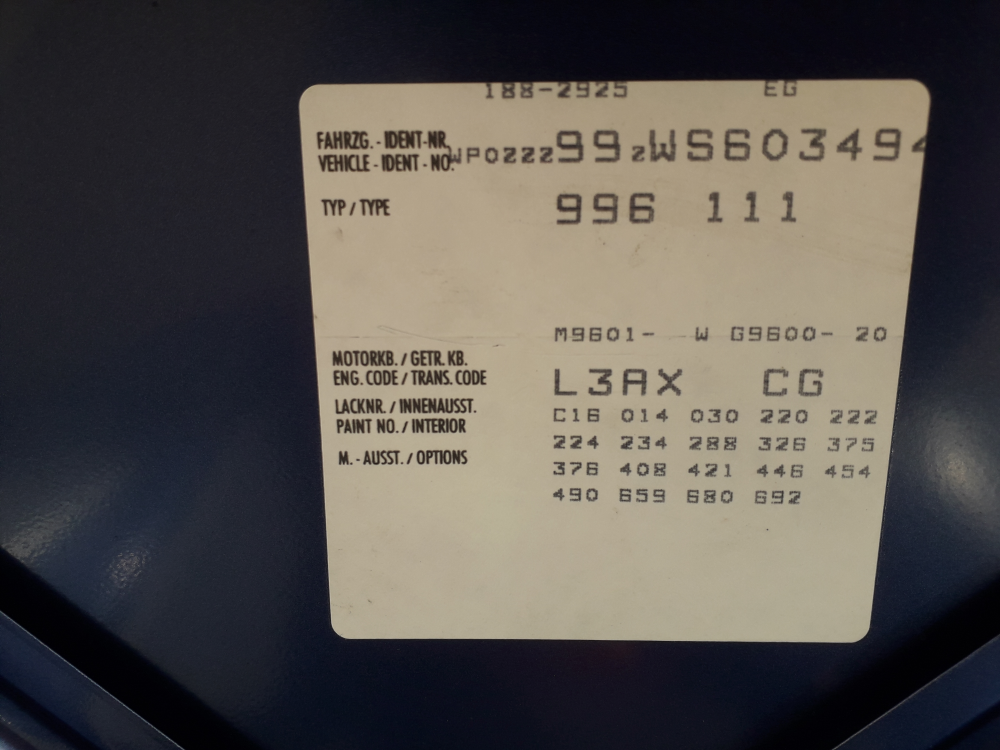 188-2925 EG
FAHRZG. - IDENT-NR.
VEHICLE - IDENT - NO. WP0ZZZ99zWS603494
TYP / TYPE 996 111
M9601- W G9600- 20
MOTORKB. / GETR. KB.
ENG. CODE / TRANS. CODE L3AX CG
LACKNR. / INNENAUSST. C16 014 030 220 222
PAINT NO. / INTERIOR 224 234 288 326 375
M. - AUSST. / OPTIONS 376 408 421 446 454
490 659 680 692